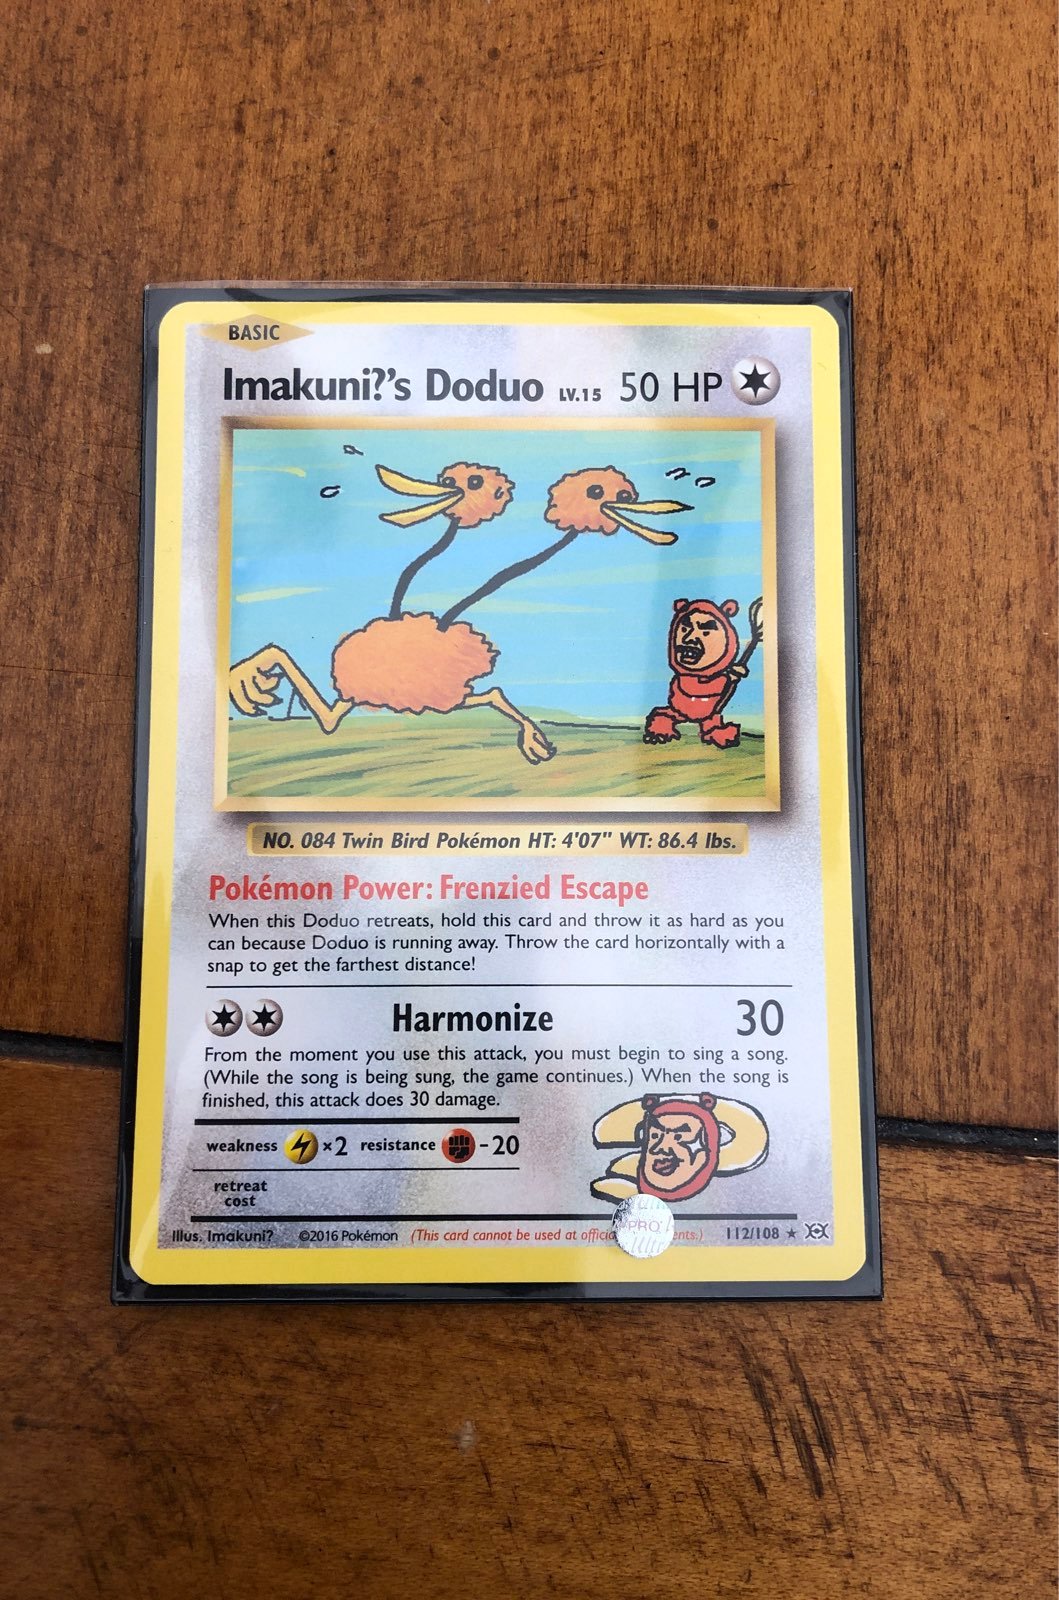 BASIC
Imakuni?'s Doduo LV.15 50 HP
NO. 084 Twin Bird Pokémon HT: 4'07" WT: 86.4 lbs.
Pokémon Power: Frenzied Escape
When this Doduo retreats, hold this card and throw it as hard as you
can because Doduo is running away. Throw the card horizontally with a
snap to get the farthest distance!
Harmonize 30
From the moment you use this attack, you must begin to sing a song.
(While the song is being sung, the game continues.) When the song is
finished, this attack does 30 damage.
weakness ×2 resistance -20
retreat
cost
PRO
Illus. Imakuni? ©2016 Pokémon (This card cannot be used at 112/108